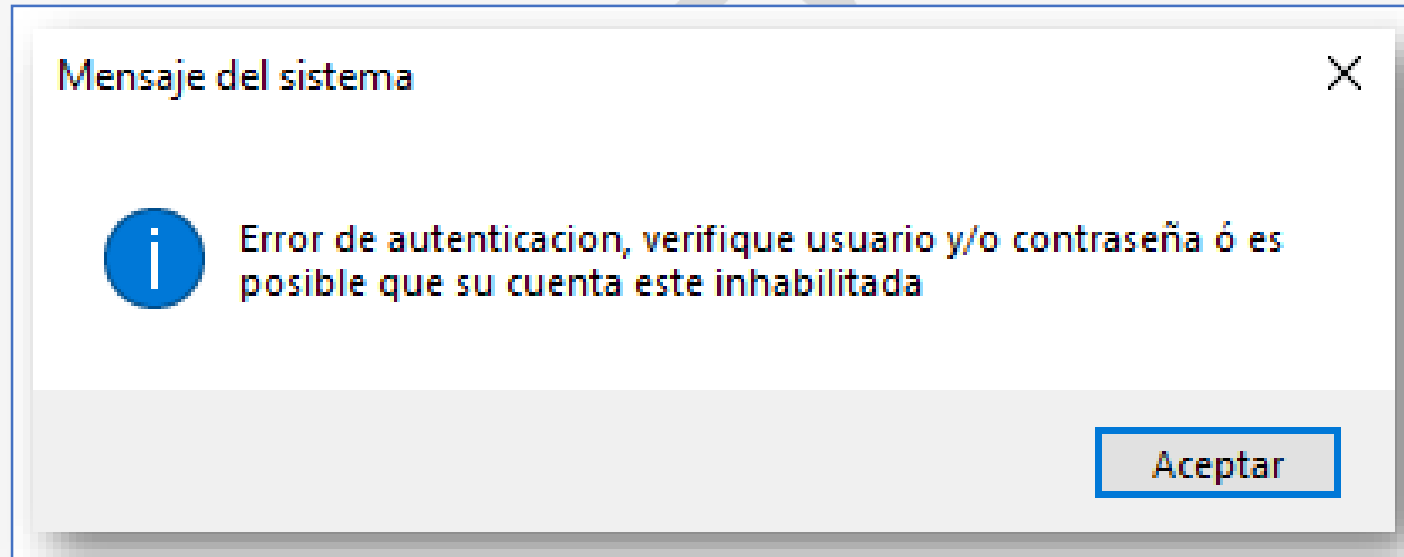 Mensaje del sistema
Error de autenticacion, verifique usuario y/o contraseña ó es
posible que su cuenta este inhabilitada
Aceptar